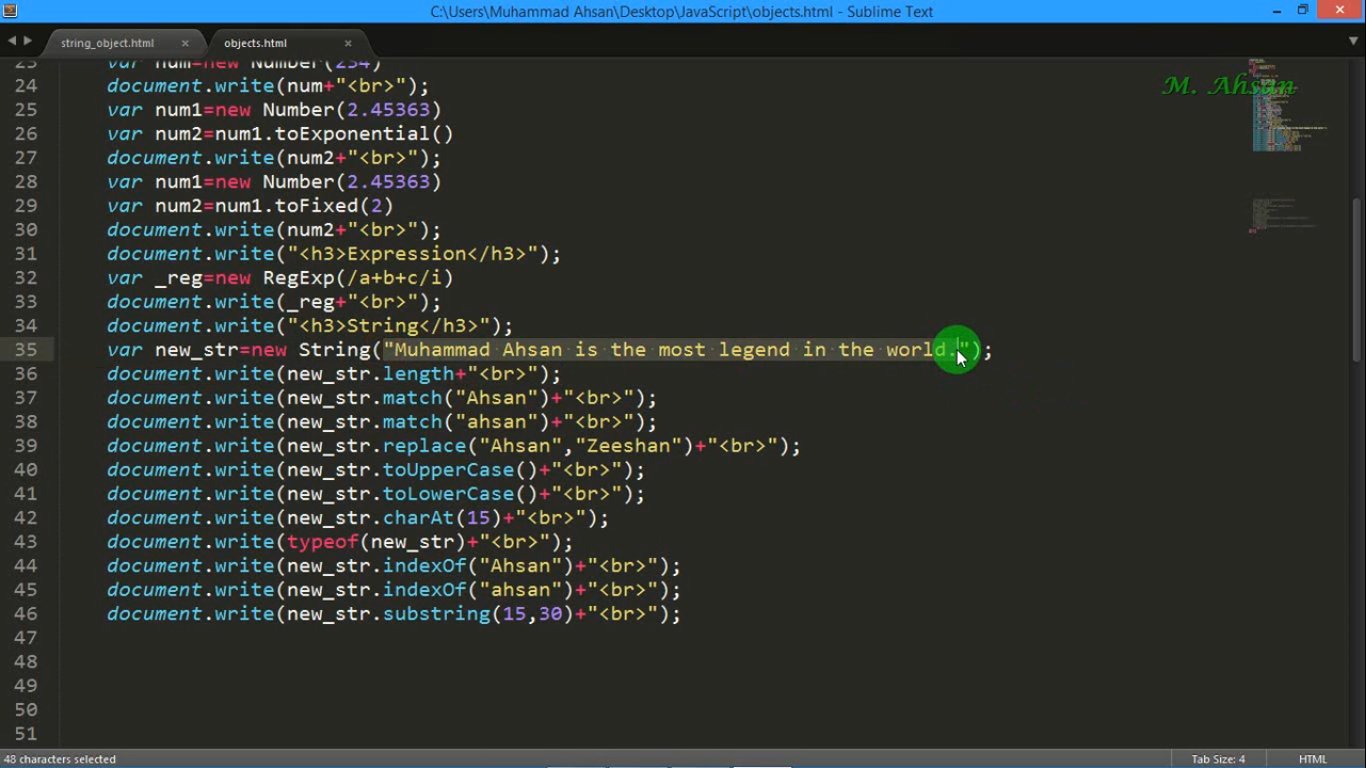 C:\Users\Muhammad Ahsan\Desktop\JavaScript\objects.html - Sublime Text
string_object.html × objects.html ×
M. Ahsan
23 var num=new Number(234)
24 document.write(num+"<br>");
25 var num1=new Number(2.45363)
26 var num2=num1.toExponential()
27 document.write(num2+"<br>");
28 var num1=new Number(2.45363)
29 var num2=num1.toFixed(2)
30 document.write(num2+"<br>");
31 document.write("<h3>Expression</h3>");
32 var _reg=new RegExp(/a+b+c/i)
33 document.write(_reg+"<br>");
34 document.write("<h3>String</h3>");
35 var new_str=new String("Muhammad Ahsan is the most legend in the world.");
36 document.write(new_str.length+"<br>");
37 document.write(new_str.match("Ahsan")+"<br>");
38 document.write(new_str.match("ahsan")+"<br>");
39 document.write(new_str.replace("Ahsan","Zeeshan")+"<br>");
40 document.write(new_str.toUpperCase()+"<br>");
41 document.write(new_str.toLowerCase()+"<br>");
42 document.write(new_str.charAt(15)+"<br>");
43 document.write(typeof(new_str)+"<br>");
44 document.write(new_str.indexOf("Ahsan")+"<br>");
45 document.write(new_str.indexOf("ahsan")+"<br>");
46 document.write(new_str.substring(15,30)+"<br>");
47
48
49
50
51
48 characters selected Tab Size: 4 HTML